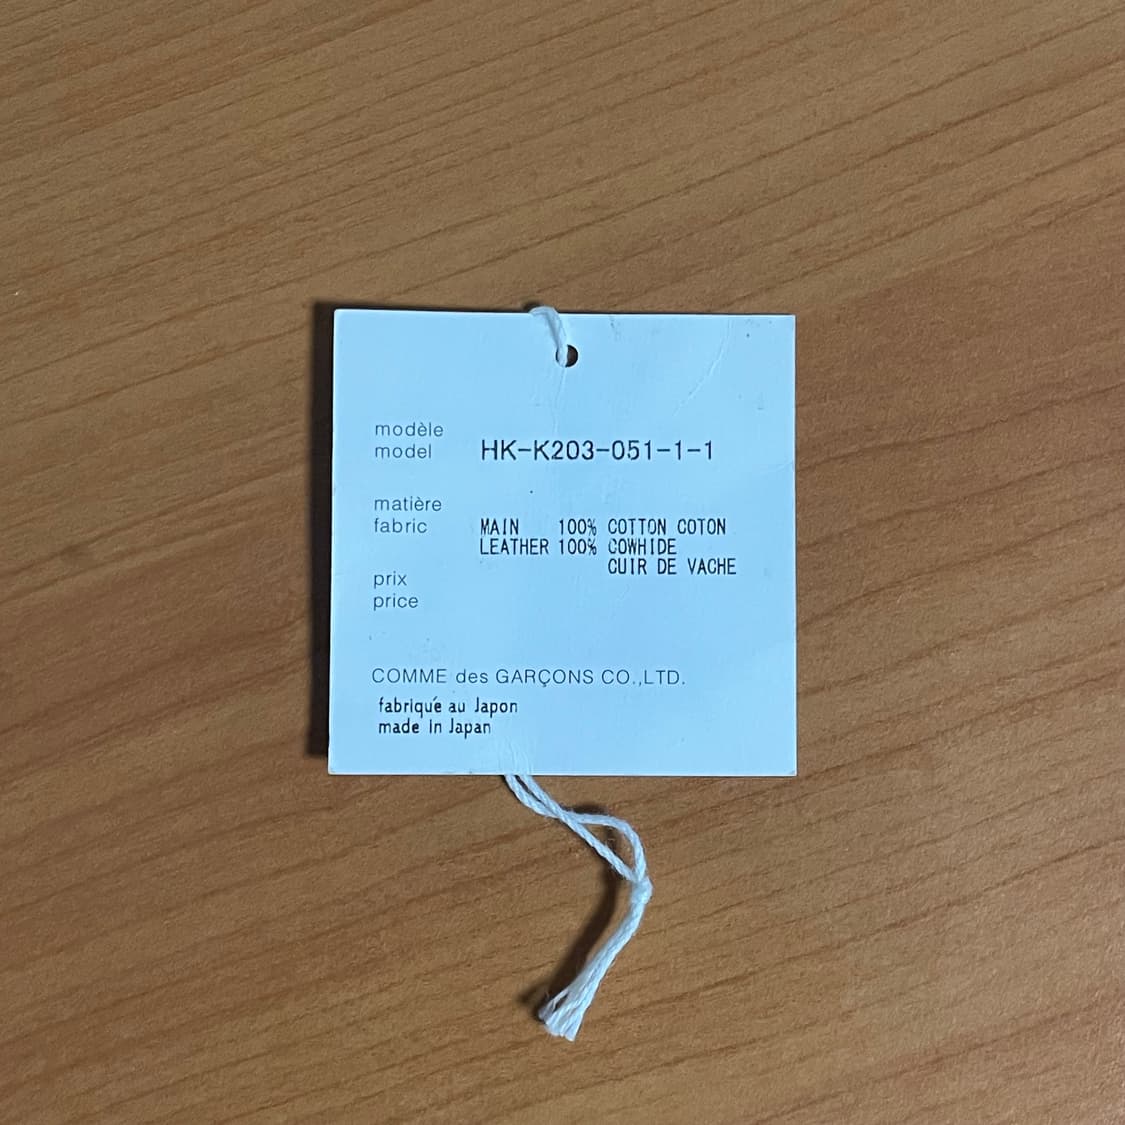 modèle
model HK-K203-051-1-1
matière
fabric MAIN 100% COTTON COTON
LEATHER 100% COWHIDE
CUIR DE VACHE
prix
price
COMME des GARÇONS CO.,LTD.
fabriqué au Japon
made in Japan